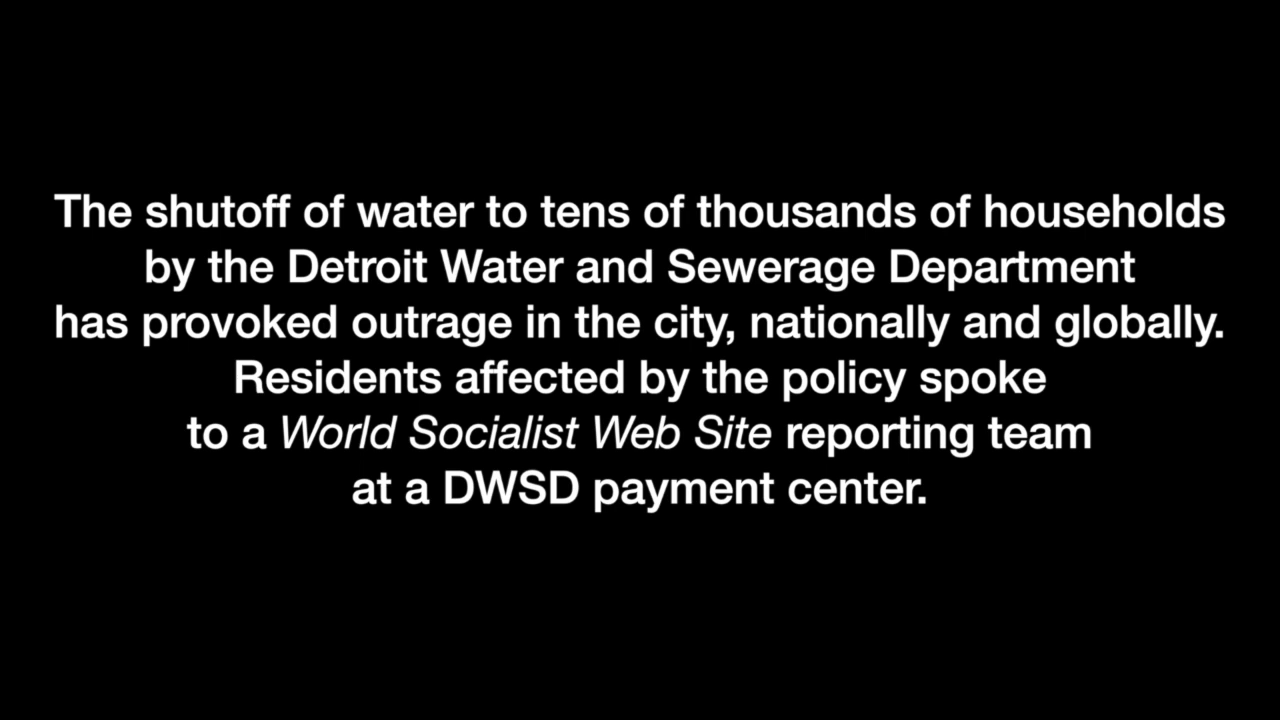 The shutoff of water to tens of thousands of households
by the Detroit Water and Sewerage Department
has provoked outrage in the city, nationally and globally.
Residents affected by the policy spoke
to a World Socialist Web Site reporting team
at a DWSD payment center.